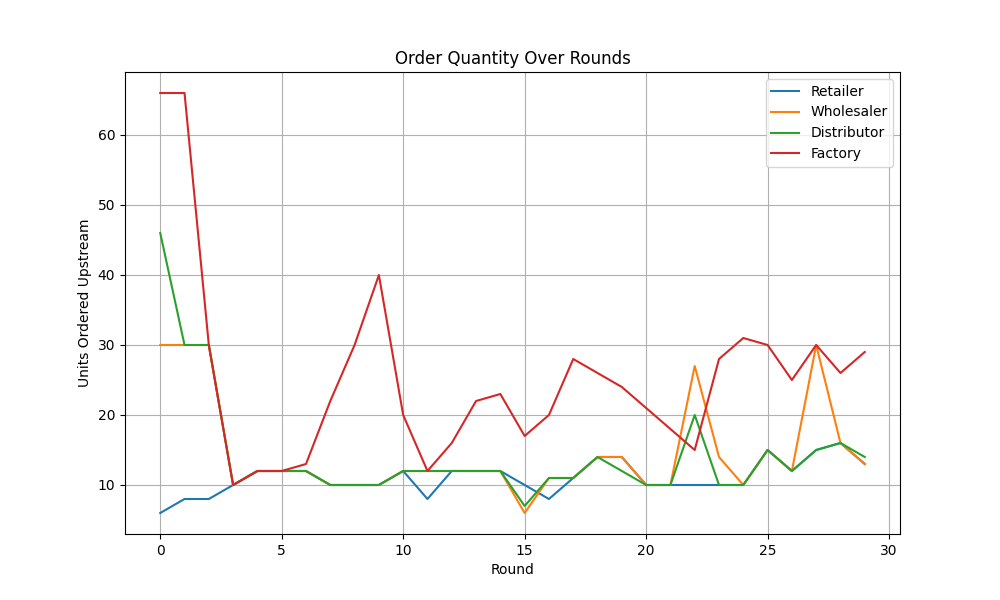 Order Quantity Over Rounds
Units Ordered Upstream
60
50
40
30
20
10
0
5
10
15
20
25
30
Round
Retailer
Wholesaler
Distributor
Factory